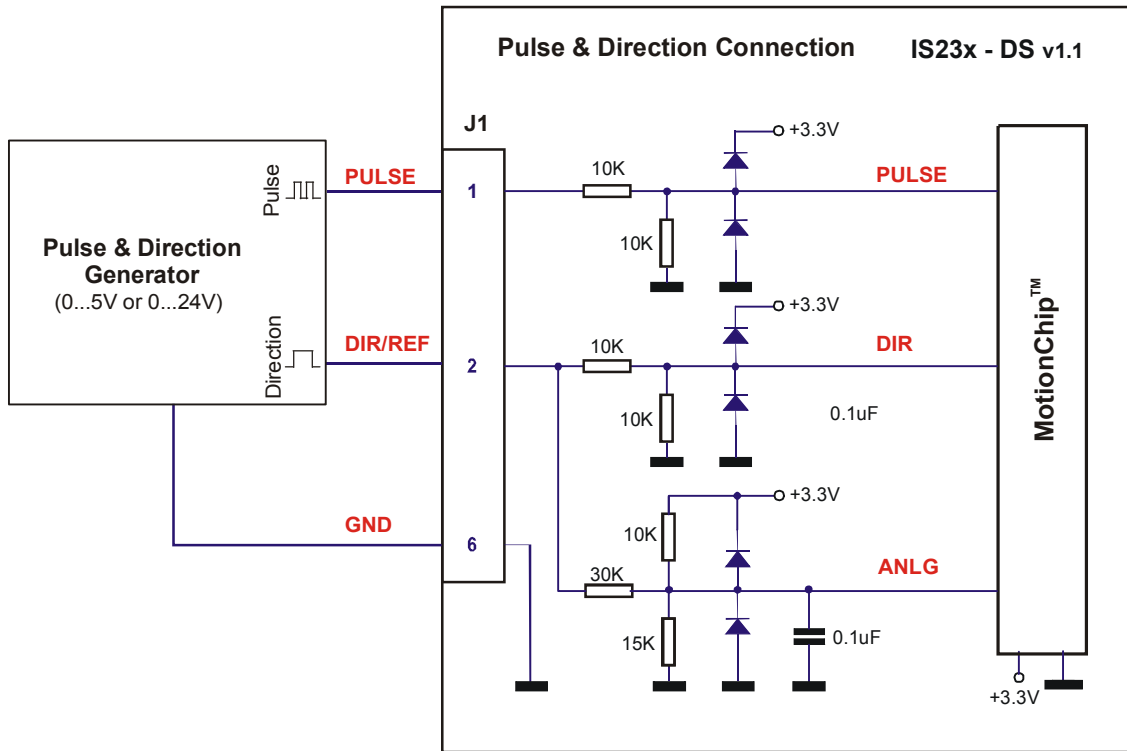 Pulse & Direction Connection
IS23x - DS v1.1
J1
+3.3V
10K
PULSE
1
PULSE
Pulse
10K
Pulse & Direction
Generator
(0...5V or 0...24V)
+3.3V
DIR/REF
2
10K
DIR
Direction
10K
0.1uF
MotionChip™
+3.3V
GND
6
10K
30K
ANLG
15K
0.1uF
+3.3V